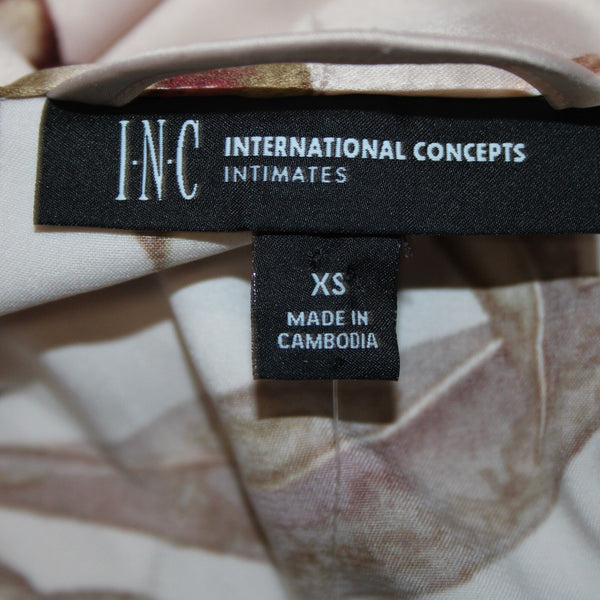 I·N·C INTERNATIONAL CONCEPTS
INTIMATES
XS
MADE IN
CAMBODIA